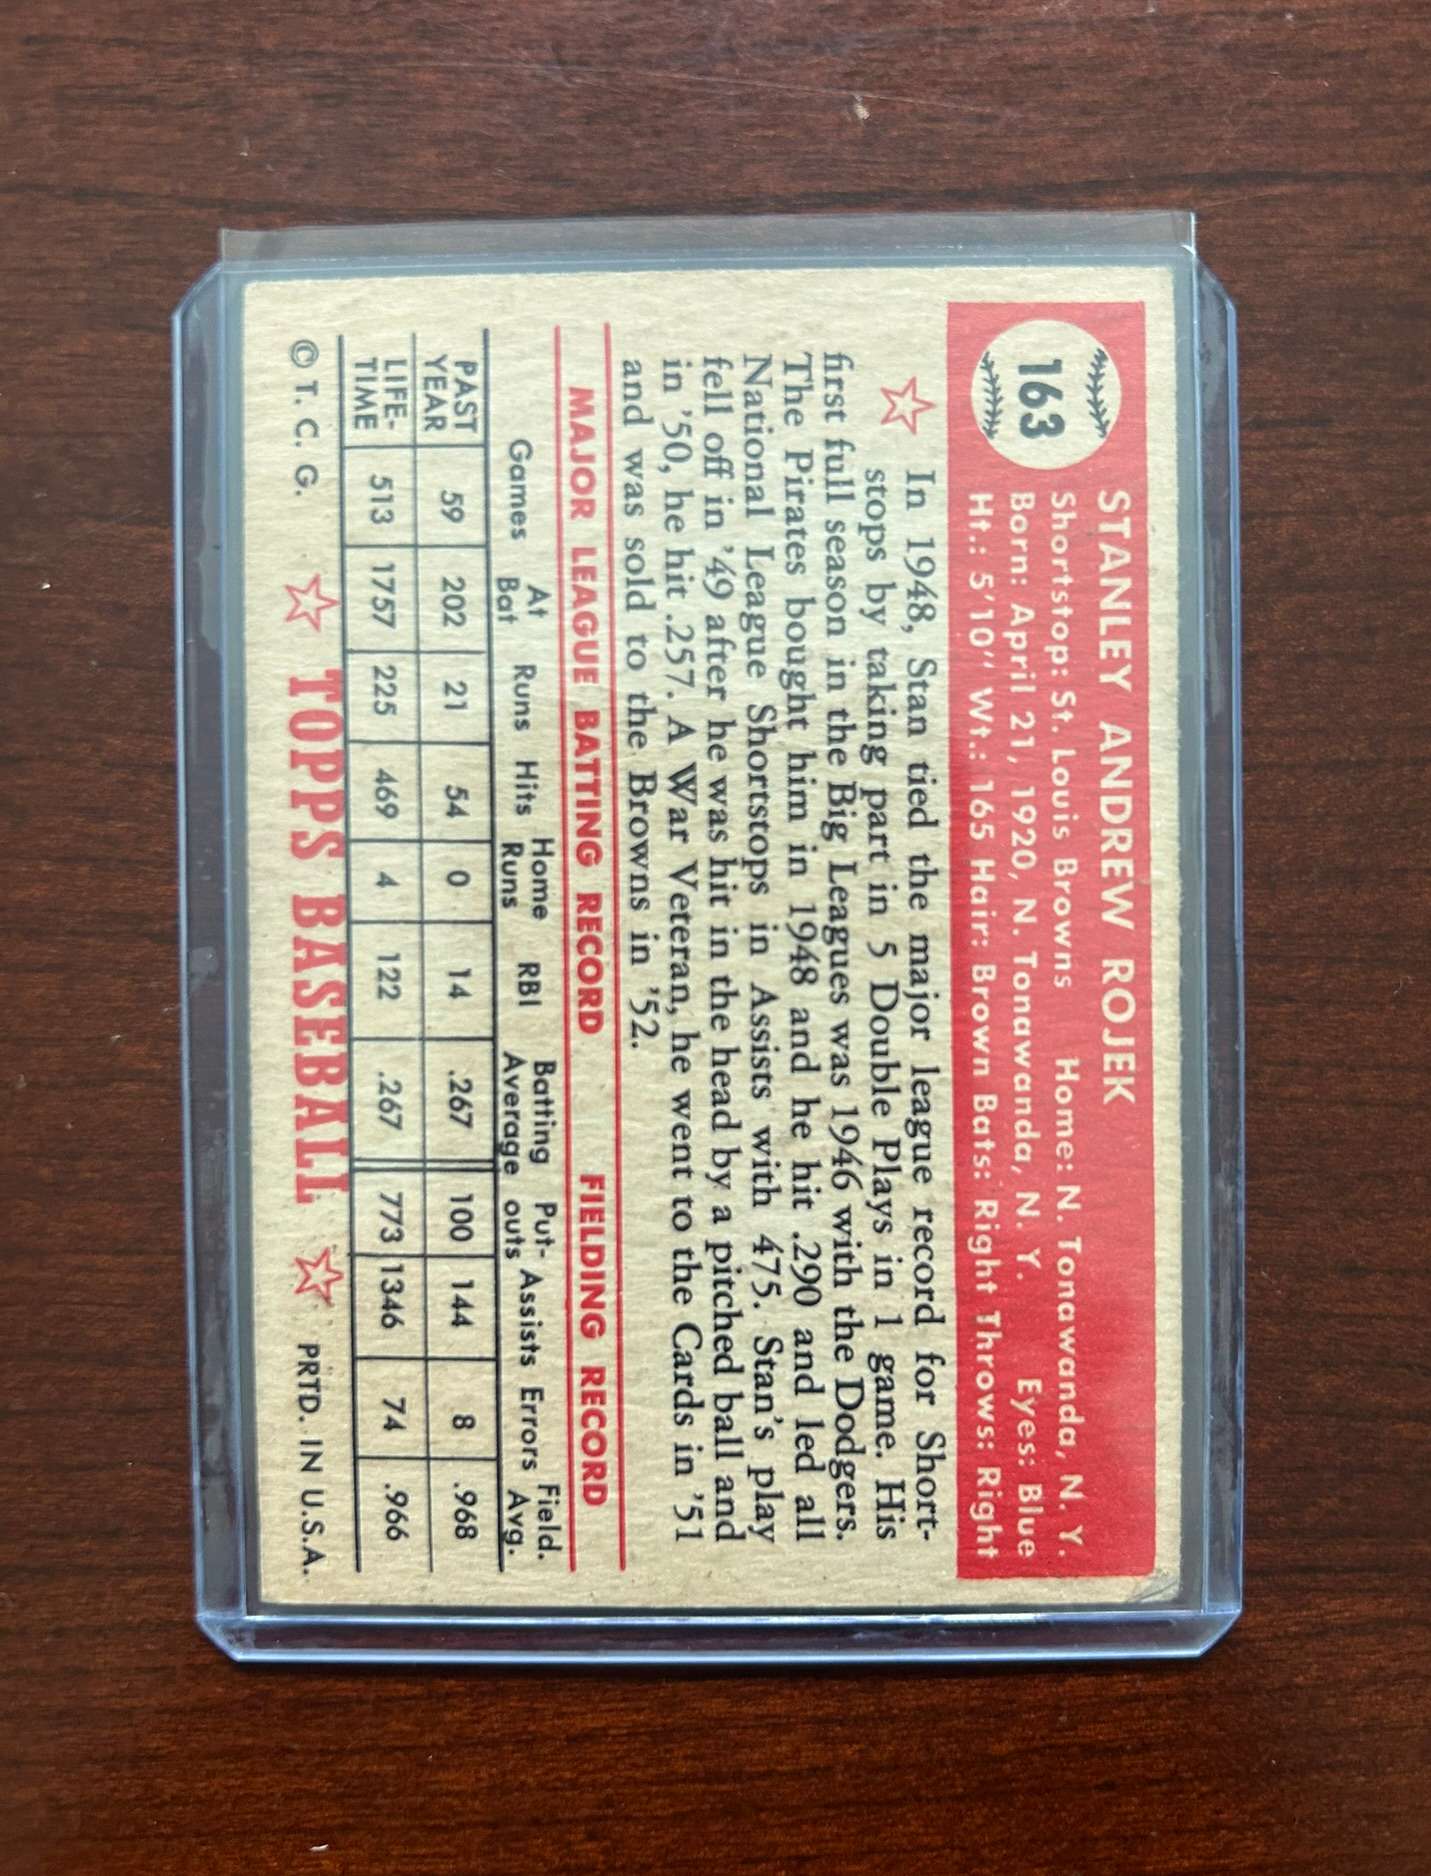 163
STANLEY ANDREW ROJEK
Shortstop: St. Louis Browns Home: N. Tonawanda, N. Y.
Born: April 21, 1920, N. Tonawanda, N. Y. Eyes: Blue
Ht.: 5'10" Wt.: 165 Hair: Brown Bats: Right Throws: Right
In 1948, Stan tied the major league record for Short-
stops by taking part in 5 Double Plays in 1 game. His
first full season in the Big Leagues was 1946 with the Dodgers.
The Pirates bought him in 1948 and he hit .290 and led all
National League Shortstops in Assists with 475. Stan's play
fell off in '49 after he was hit in the head by a pitched ball and
in '50, he hit .257. A War Veteran, he went to the Cards in '51
and was sold to the Browns in '52.
MAJOR LEAGUE BATTING RECORD FIELDING RECORD
Games At Bat Runs Hits Home Runs RBI Batting Average Put-outs Assists Errors Field. Avg.
PAST YEAR 59 202 21 54 0 14 .267 100 144 8 .968
LIFE-TIME 513 1757 225 469 4 122 .267 773 1346 74 .966
© T. C. G. TOPPS BASEBALL PRTD. IN U.S.A.